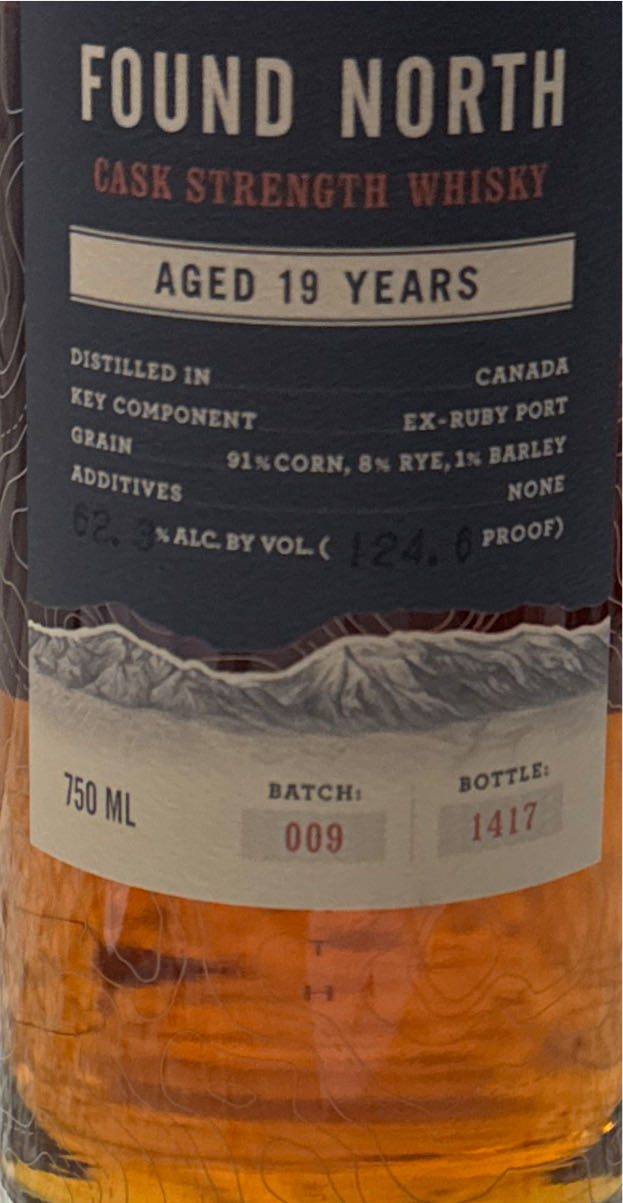 FOUND NORTH
CASK STRENGTH WHISKY
AGED 19 YEARS
DISTILLED IN CANADA
KEY COMPONENT EX-RUBY PORT
GRAIN 91% CORN, 8% RYE, 1% BARLEY
ADDITIVES NONE
62.3% ALC. BY VOL. ( 124.6 PROOF)
750 ML
BATCH: BOTTLE:
009 1417